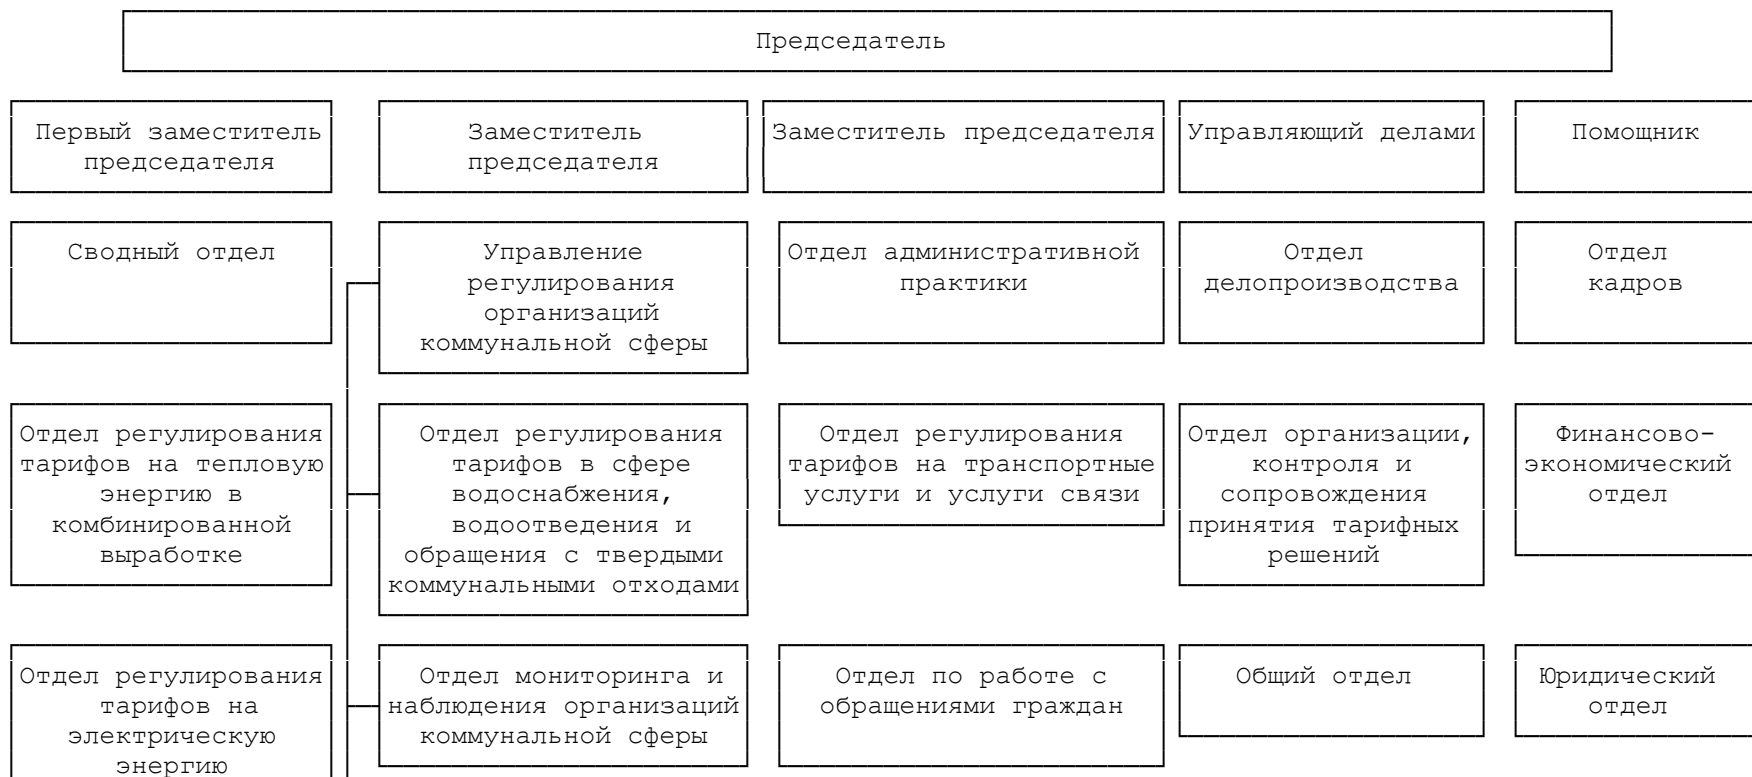 Председатель
Первый заместитель
председателя
Заместитель
председателя
Заместитель председателя
Управляющий делами
Помощник
Сводный отдел
Управление
регулирования
организаций
коммунальной сферы
Отдел административной
практики
Отдел
делопроизводства
Отдел
кадров
Отдел регулирования
тарифов на тепловую
энергию в
комбинированной
выработке
Отдел регулирования
тарифов в сфере
водоснабжения,
водоотведения и
обращения с твердыми
коммунальными отходами
Отдел регулирования
тарифов на транспортные
услуги и услуги связи
Отдел организации,
контроля и
сопровождения
принятия тарифных
решений
Финансово-
экономический
отдел
Отдел регулирования
тарифов на
электрическую
энергию
Отдел мониторинга и
наблюдения организаций
коммунальной сферы
Отдел по работе с
обращениями граждан
Общий отдел
Юридический
отдел